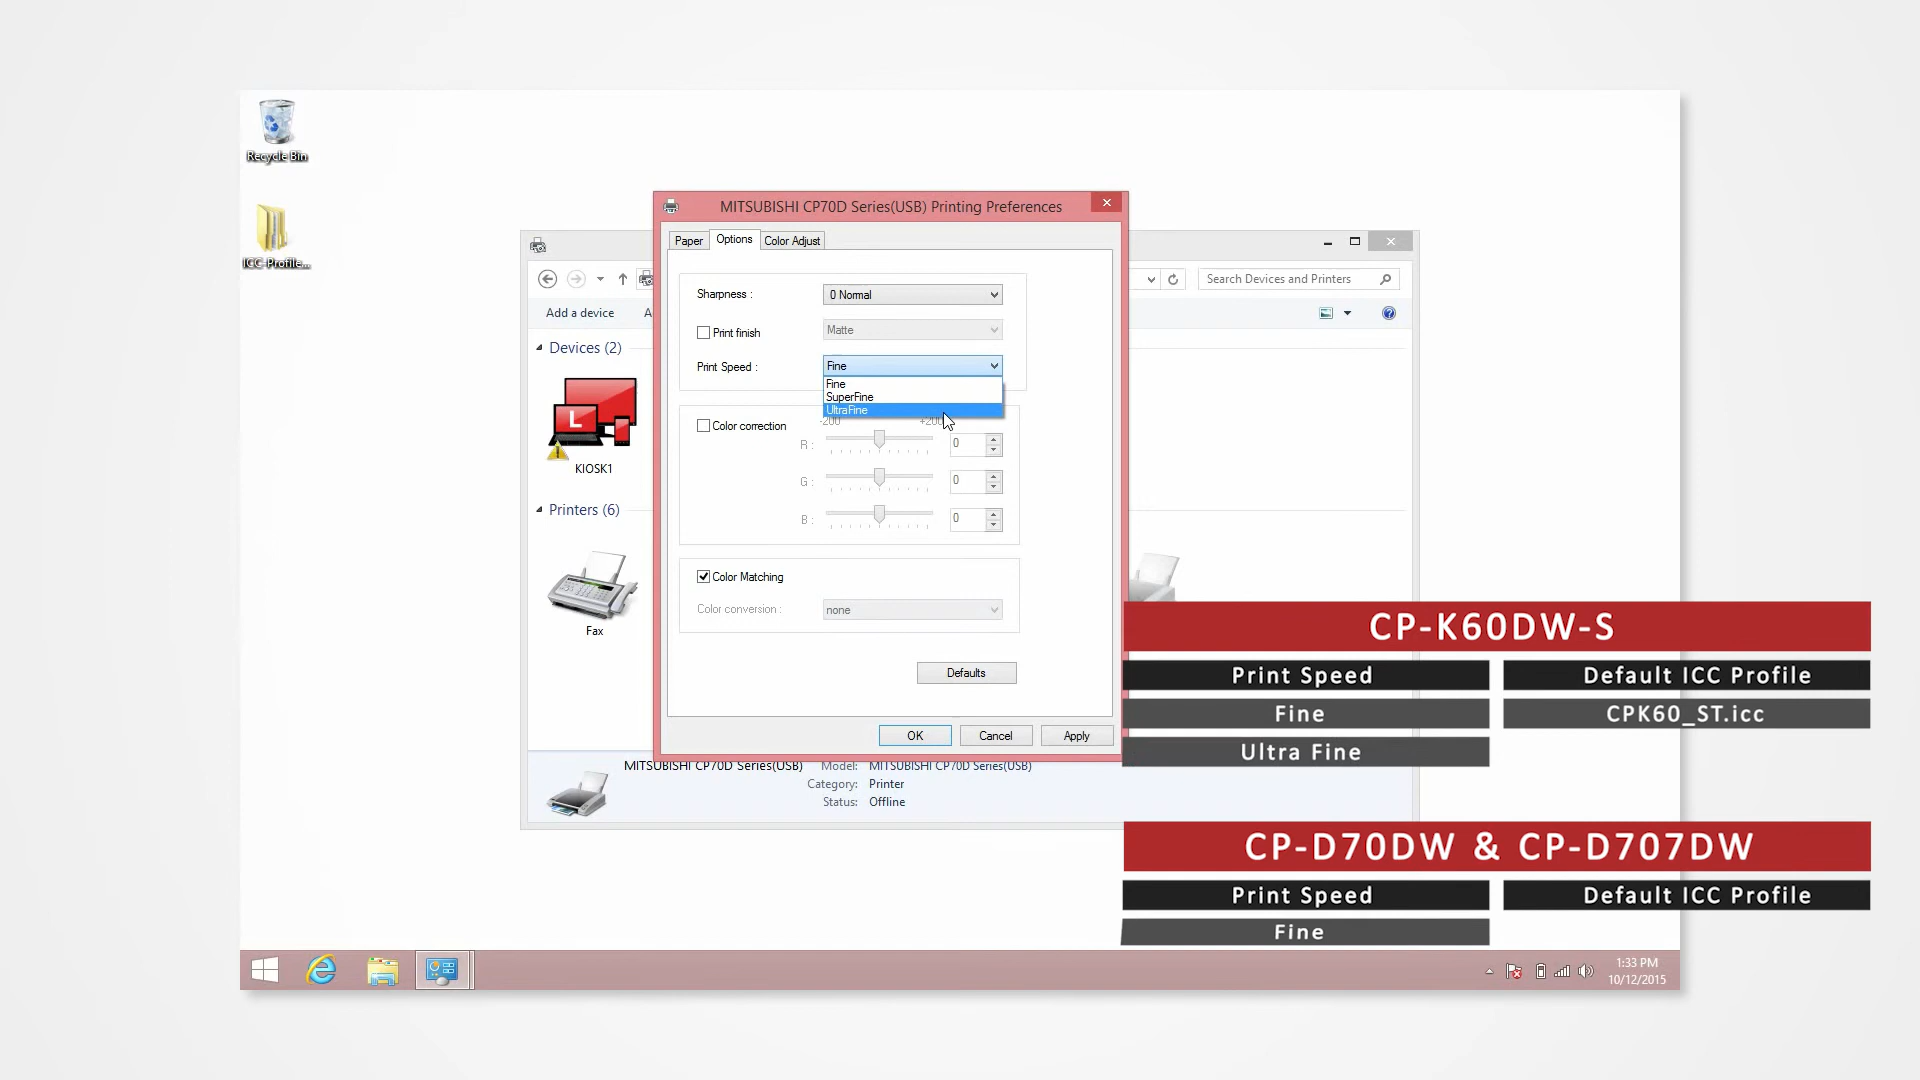 Recycle Bin
ICC-Profile...
MITSUBISHI CP70D Series(USB) Printing Preferences
Paper
Options
Color Adjust
Search Devices and Printers
Add a device
A
Sharpness :
0 Normal
Print finish
Matte
Print Speed :
Fine
Fine
SuperFine
UltraFine
Devices (2)
L
KIOSK1
Color correction
-200
+200
R :
0
G :
0
B :
0
Printers (6)
Fax
Color Matching
Color conversion :
none
Defaults
OK
Cancel
Apply
MITSUBISHI CP70D Series(USB)
Model:
MITSUBISHI CP70D Series(USB)
Category:
Printer
Status:
Offline
CP-K60DW-S
Print Speed
Default ICC Profile
Fine
CPK60_ST.icc
Ultra Fine
CP-D70DW & CP-D707DW
Print Speed
Default ICC Profile
Fine
1:33 PM
10/12/2015